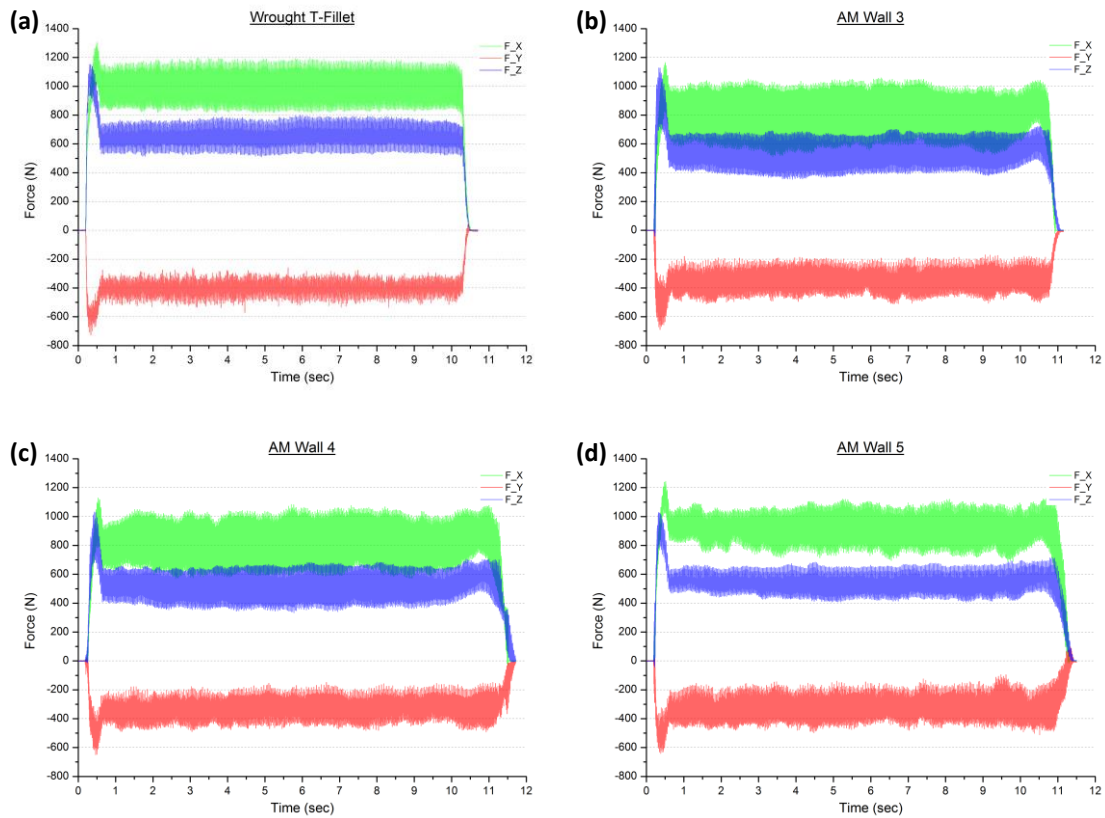 (a)
Wrought T-Fillet
F_X
F_Y
F_Z
1400
1200
1000
800
600
400
200
0
-200
-400
-600
-800
Force (N)
0 1 2 3 4 5 6 7 8 9 10 11 12
Time (sec)
(b)
AM Wall 3
F_X
F_Y
F_Z
1400
1200
1000
800
600
400
200
0
-200
-400
-600
-800
Force (N)
0 1 2 3 4 5 6 7 8 9 10 11 12
Time (sec)
(c)
AM Wall 4
F_X
F_Y
F_Z
1400
1200
1000
800
600
400
200
0
-200
-400
-600
-800
Force (N)
0 1 2 3 4 5 6 7 8 9 10 11 12
Time (sec)
(d)
AM Wall 5
F_X
F_Y
F_Z
1400
1200
1000
800
600
400
200
0
-200
-400
-600
-800
Force (N)
0 1 2 3 4 5 6 7 8 9 10 11 12
Time (sec)